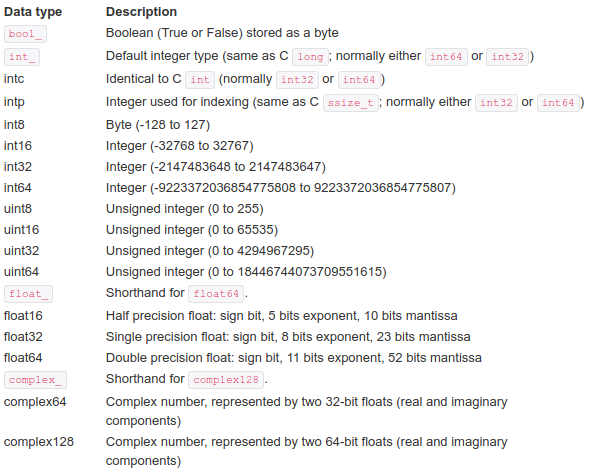 Data type Description
bool_ Boolean (True or False) stored as a byte
int_ Default integer type (same as C long; normally either int64 or int32)
intc Identical to C int (normally int32 or int64)
intp Integer used for indexing (same as C ssize_t; normally either int32 or int64)
int8 Byte (-128 to 127)
int16 Integer (-32768 to 32767)
int32 Integer (-2147483648 to 2147483647)
int64 Integer (-9223372036854775808 to 9223372036854775807)
uint8 Unsigned integer (0 to 255)
uint16 Unsigned integer (0 to 65535)
uint32 Unsigned integer (0 to 4294967295)
uint64 Unsigned integer (0 to 18446744073709551615)
float_ Shorthand for float64.
float16 Half precision float: sign bit, 5 bits exponent, 10 bits mantissa
float32 Single precision float: sign bit, 8 bits exponent, 23 bits mantissa
float64 Double precision float: sign bit, 11 bits exponent, 52 bits mantissa
complex_ Shorthand for complex128.
complex64 Complex number, represented by two 32-bit floats (real and imaginary
components)
complex128 Complex number, represented by two 64-bit floats (real and imaginary
components)